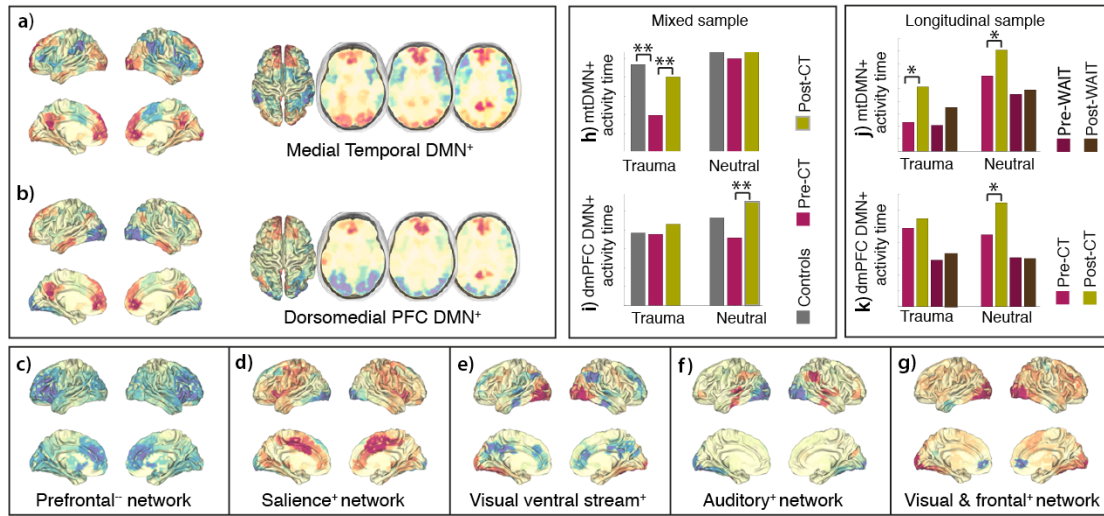 a)
Medial Temporal DMN⁺
b)
Dorsomedial PFC DMN⁺
Mixed sample
h) mtDMN+
activity time
**
**
Trauma
Neutral
i) dmPFC DMN+
activity time
**
Trauma
Neutral
Post-CT
Pre-CT
Controls
Longitudinal sample
j) mtDMN+
activity time
*
*
Trauma
Neutral
k) dmPFC DMN+
activity time
*
Trauma
Neutral
Pre-WAIT
Post-WAIT
Pre-CT
Post-CT
c)
Prefrontal⁻⁻ network
d)
Salience⁺ network
e)
Visual ventral stream⁺
f)
Auditory⁺ network
g)
Visual & frontal⁺ network